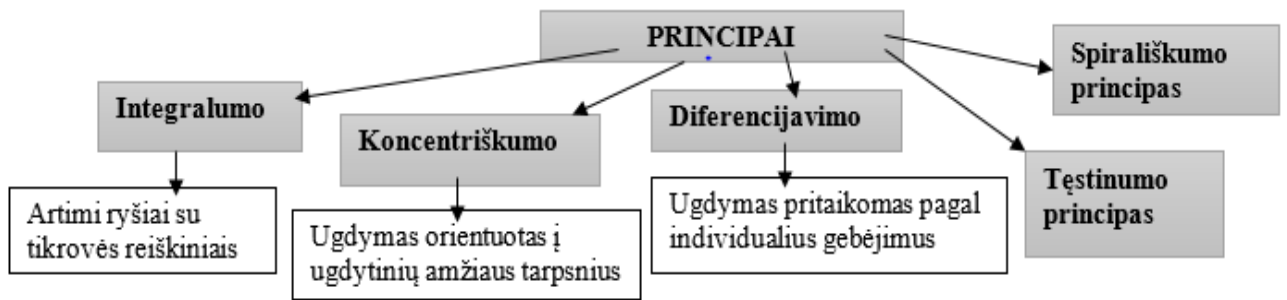 PRINCIPAI
Integralumo
Koncentriškumo
Diferencijavimo
Spirališkumo
principas
Tęstinumo
principas
Artimi ryšiai su
tikrovės reiškiniais
Ugdymas orientuotas į
ugdytinių amžiaus tarpsnius
Ugdymas pritaikomas pagal
individualius gebėjimus